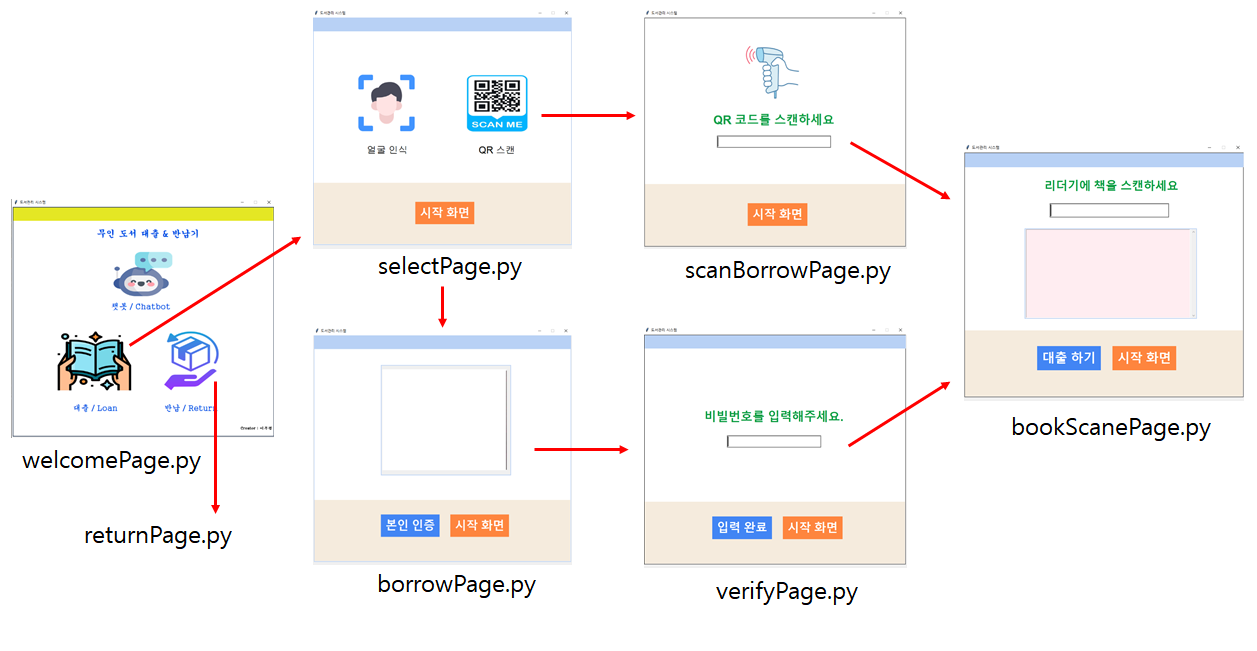 도서관리 시스템
무인 도서 대출 & 반납기
챗봇 / Chatbot
대출 / Loan
반납 / Return
Creator : 이주형
welcomePage.py
returnPage.py
도서관리 시스템
SCAN ME
얼굴 인식
QR 스캔
시작 화면
selectPage.py
도서관리 시스템
본인 인증
시작 화면
borrowPage.py
도서관리 시스템
QR 코드를 스캔하세요
시작 화면
scanBorrowPage.py
도서관리 시스템
비빌번호를 입력해주세요.
입력 완료
시작 화면
verifyPage.py
도서관리 시스템
리더기에 책을 스캔하세요
대출 하기
시작 화면
bookScanePage.py